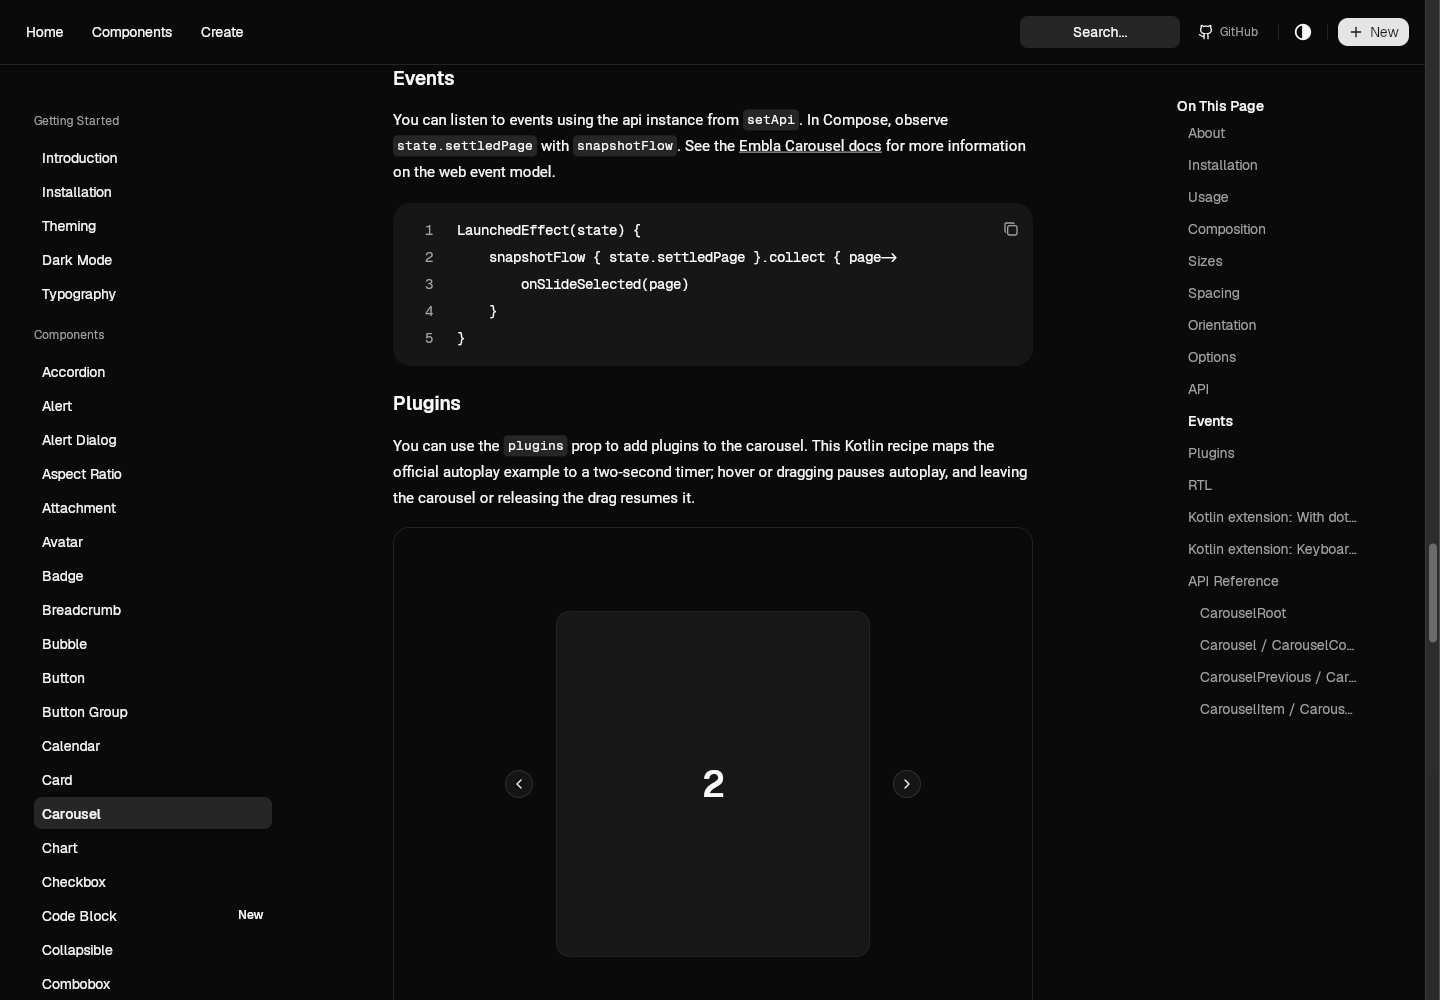 Home
Components
Create
Search...
GitHub
New
Getting Started
Introduction
Installation
Theming
Dark Mode
Typography
Components
Accordion
Alert
Alert Dialog
Aspect Ratio
Attachment
Avatar
Badge
Breadcrumb
Bubble
Button
Button Group
Calendar
Card
Carousel
Chart
Checkbox
Code Block New
Collapsible
Combobox
Events
You can listen to events using the api instance from setApi. In Compose, observe
state.settledPage with snapshotFlow. See the Embla Carousel docs for more information
on the web event model.
1 LaunchedEffect(state) {
2     snapshotFlow { state.settledPage }.collect { page->
3         onSlideSelected(page)
4     }
5 }
Plugins
You can use the plugins prop to add plugins to the carousel. This Kotlin recipe maps the
official autoplay example to a two-second timer; hover or dragging pauses autoplay, and leaving
the carousel or releasing the drag resumes it.
2
On This Page
About
Installation
Usage
Composition
Sizes
Spacing
Orientation
Options
API
Events
Plugins
RTL
Kotlin extension: With dot...
Kotlin extension: Keyboar...
API Reference
CarouselRoot
Carousel / CarouselCo...
CarouselPrevious / Car...
CarouselItem / Carous...